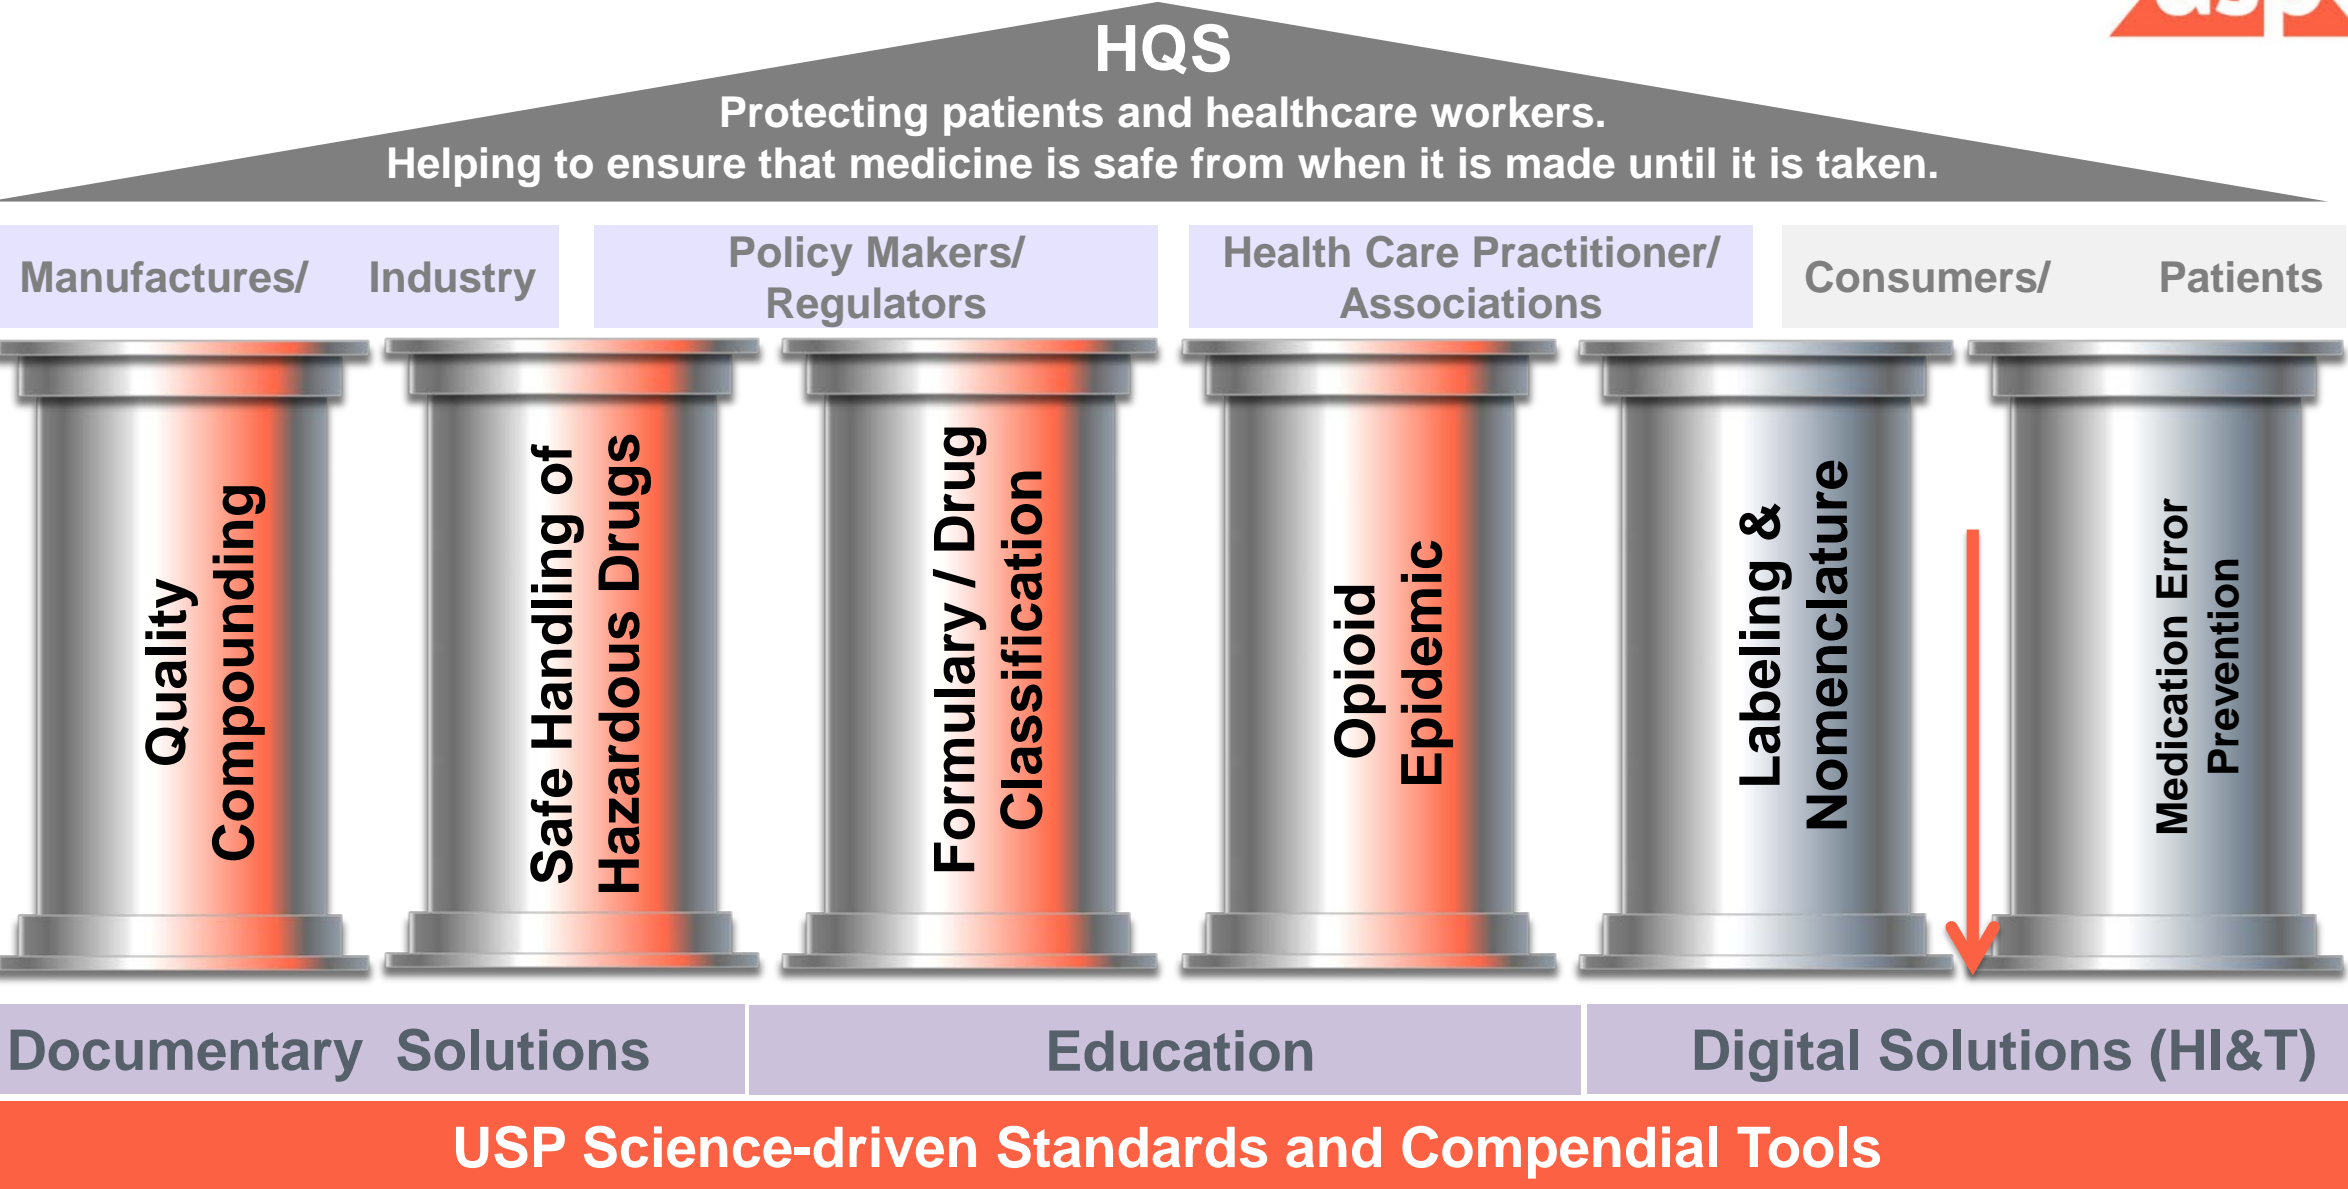 usp
HQS
Protecting patients and healthcare workers.
Helping to ensure that medicine is safe from when it is made until it is taken.
Manufactures/ Industry
Policy Makers/
Regulators
Health Care Practitioner/
Associations
Consumers/ Patients
Quality
Compounding
Safe Handling of
Hazardous Drugs
Formulary / Drug
Classification
Opioid
Epidemic
Labeling &
Nomenclature
Medication Error
Prevention
Documentary Solutions
Education
Digital Solutions (HI&T)
USP Science-driven Standards and Compendial Tools